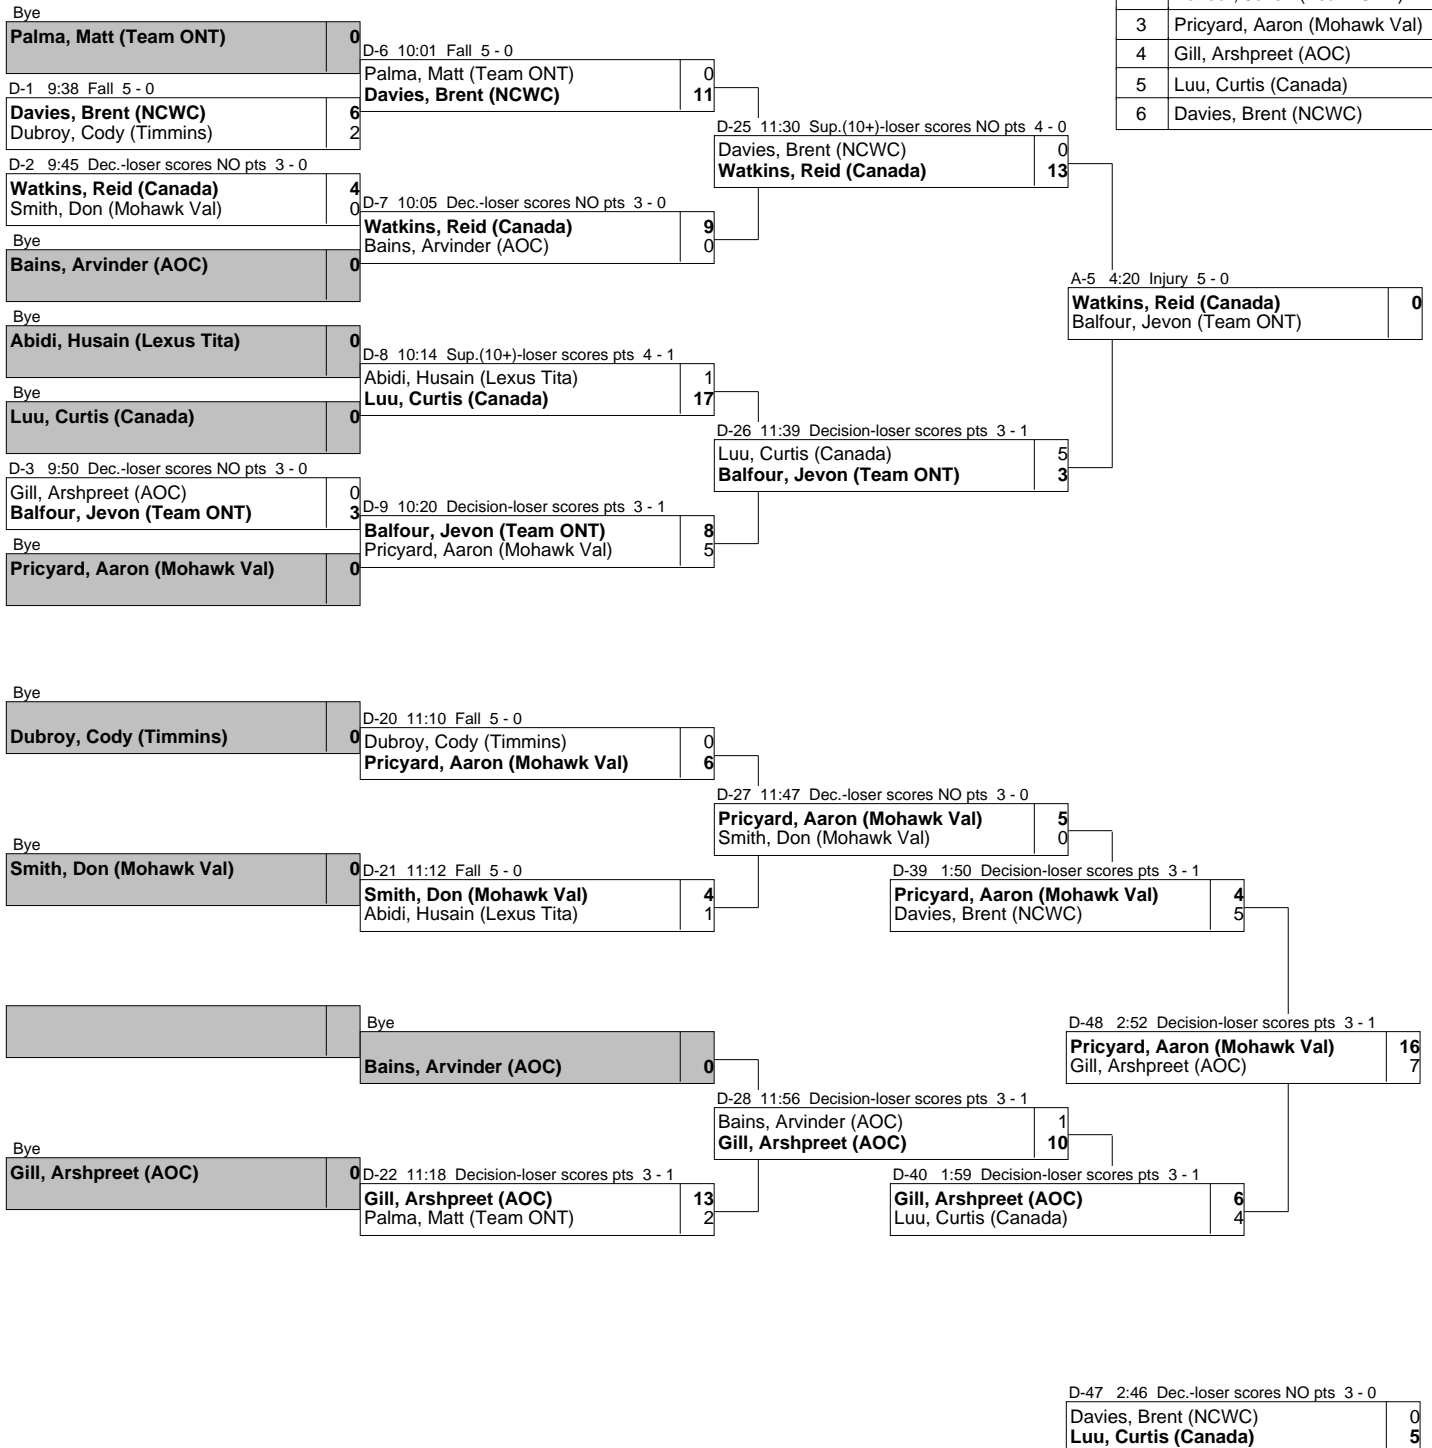 Bye
Palma, Matt (Team ONT) 0
D-1 9:38 Fall 5 - 0
Davies, Brent (NCWC) 6
Dubroy, Cody (Timmins) 2
D-2 9:45 Dec.-loser scores NO pts 3 - 0
Watkins, Reid (Canada) 4
Smith, Don (Mohawk Val) 0
Bye
Bains, Arvinder (AOC) 0
Bye
Abidi, Husain (Lexus Tita) 0
Bye
Luu, Curtis (Canada) 0
D-3 9:50 Dec.-loser scores NO pts 3 - 0
Gill, Arshpreet (AOC) 0
Balfour, Jevon (Team ONT) 3
Bye
Pricyard, Aaron (Mohawk Val) 0
D-6 10:01 Fall 5 - 0
Palma, Matt (Team ONT) 0
Davies, Brent (NCWC) 11
D-7 10:05 Dec.-loser scores NO pts 3 - 0
Watkins, Reid (Canada) 9
Bains, Arvinder (AOC) 0
D-8 10:14 Sup.(10+)-loser scores pts 4 - 1
Abidi, Husain (Lexus Tita) 1
Luu, Curtis (Canada) 17
D-9 10:20 Decision-loser scores pts 3 - 1
Balfour, Jevon (Team ONT) 8
Pricyard, Aaron (Mohawk Val) 5
D-25 11:30 Sup.(10+)-loser scores NO pts 4 - 0
Davies, Brent (NCWC) 0
Watkins, Reid (Canada) 13
D-26 11:39 Decision-loser scores pts 3 - 1
Luu, Curtis (Canada) 5
Balfour, Jevon (Team ONT) 3
A-5 4:20 Injury 5 - 0
Watkins, Reid (Canada) 0
Balfour, Jevon (Team ONT)
3 Pricyard, Aaron (Mohawk Val)
4 Gill, Arshpreet (AOC)
5 Luu, Curtis (Canada)
6 Davies, Brent (NCWC)
Bye
Dubroy, Cody (Timmins) 0
Bye
Smith, Don (Mohawk Val) 0
Bye
Gill, Arshpreet (AOC) 0
D-20 11:10 Fall 5 - 0
Dubroy, Cody (Timmins) 0
Pricyard, Aaron (Mohawk Val) 6
D-21 11:12 Fall 5 - 0
Smith, Don (Mohawk Val) 4
Abidi, Husain (Lexus Tita) 1
Bye
Bains, Arvinder (AOC) 0
D-22 11:18 Decision-loser scores pts 3 - 1
Gill, Arshpreet (AOC) 13
Palma, Matt (Team ONT) 2
D-27 11:47 Dec.-loser scores NO pts 3 - 0
Pricyard, Aaron (Mohawk Val) 5
Smith, Don (Mohawk Val) 0
D-28 11:56 Decision-loser scores pts 3 - 1
Bains, Arvinder (AOC) 1
Gill, Arshpreet (AOC) 10
D-39 1:50 Decision-loser scores pts 3 - 1
Pricyard, Aaron (Mohawk Val) 4
Davies, Brent (NCWC) 5
D-40 1:59 Decision-loser scores pts 3 - 1
Gill, Arshpreet (AOC) 6
Luu, Curtis (Canada) 4
D-48 2:52 Decision-loser scores pts 3 - 1
Pricyard, Aaron (Mohawk Val) 16
Gill, Arshpreet (AOC) 7
D-47 2:46 Dec.-loser scores NO pts 3 - 0
Davies, Brent (NCWC) 0
Luu, Curtis (Canada) 5